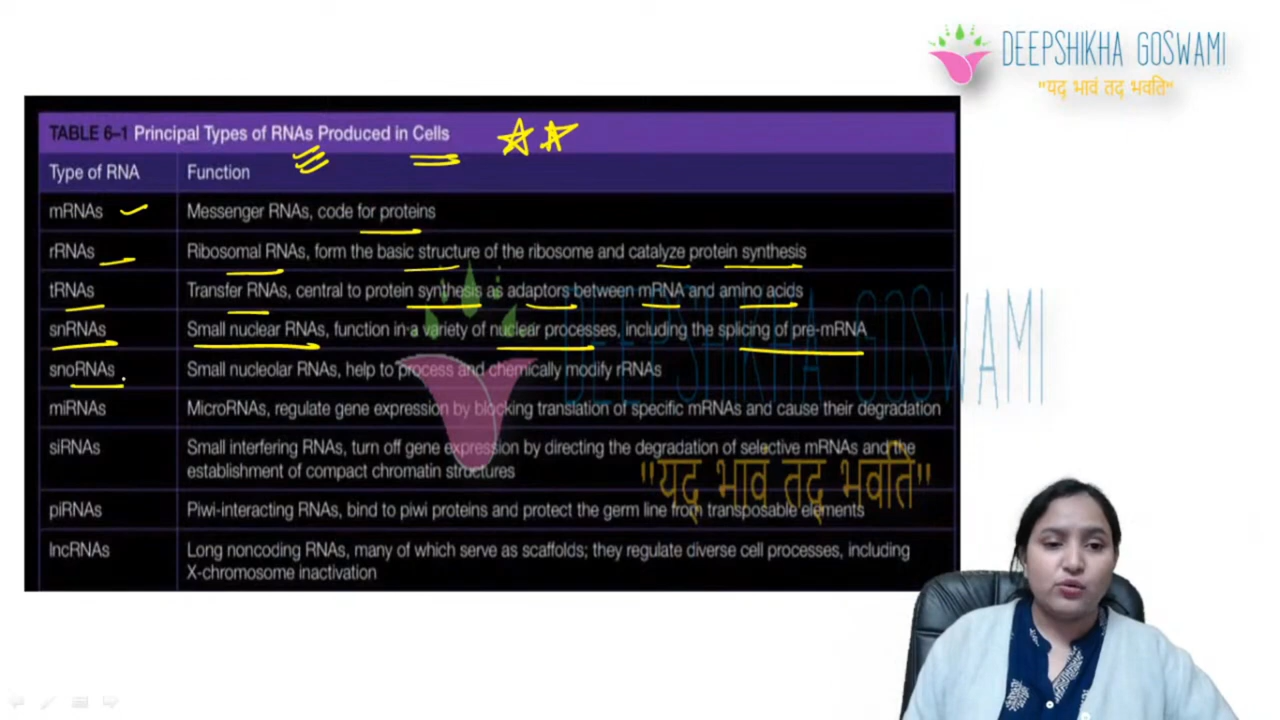 DEEPSHIKHA GOSWAMI
"यद् भावं तद् भवति"
TABLE 6–1 Principal Types of RNAs Produced in Cells
Type of RNA Function
mRNAs Messenger RNAs, code for proteins
rRNAs Ribosomal RNAs, form the basic structure of the ribosome and catalyze protein synthesis
tRNAs Transfer RNAs, central to protein synthesis as adaptors between mRNA and amino acids
snRNAs Small nuclear RNAs, function in a variety of nuclear processes, including the splicing of pre-mRNA
snoRNAs Small nucleolar RNAs, help to process and chemically modify rRNAs
miRNAs MicroRNAs, regulate gene expression by blocking translation of specific mRNAs and cause their degradation
siRNAs Small interfering RNAs, turn off gene expression by directing the degradation of selective mRNAs and the
establishment of compact chromatin structures
piRNAs Piwi-interacting RNAs, bind to piwi proteins and protect the germ line from transposable elements
lncRNAs Long noncoding RNAs, many of which serve as scaffolds; they regulate diverse cell processes, including
X-chromosome inactivation
DEEPSHIKHA GOSWAMI
"यद् भावं तद् भवति"